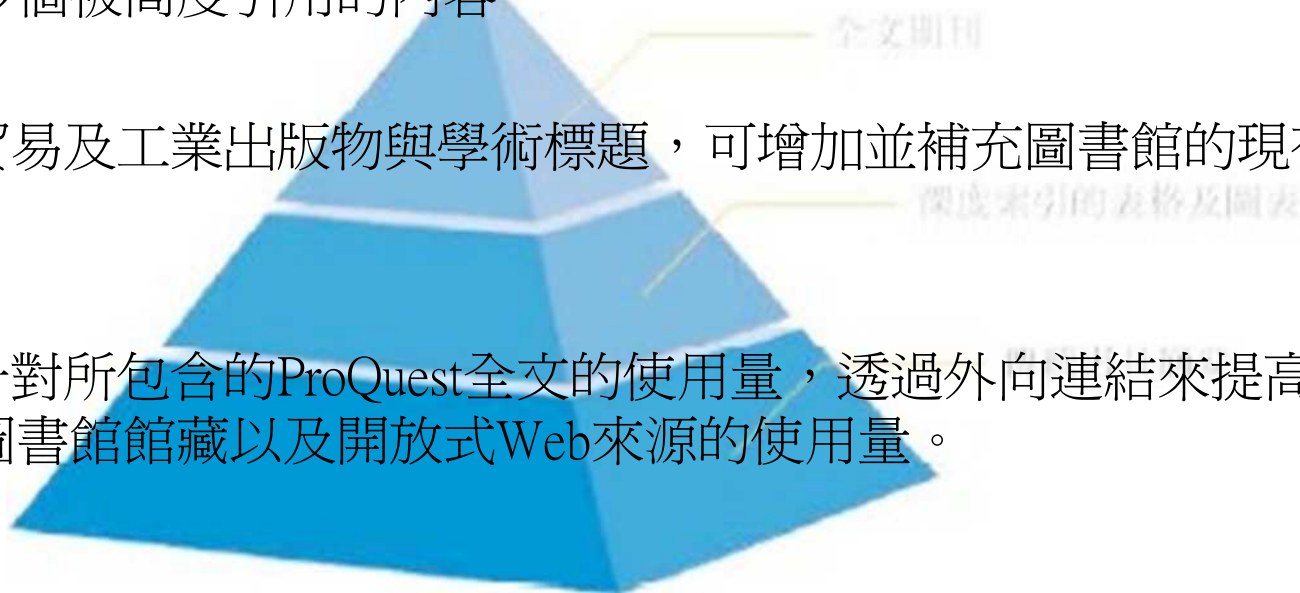 個被高度引用的內容
全文期刊
易及工業出版物與學術標題，可增加並補充圖書館的現
深度索引的表格及圖表
對所包含的ProQuest全文的使用量，透過外向連結來提高
圖書館館藏以及開放式Web來源的使用量。